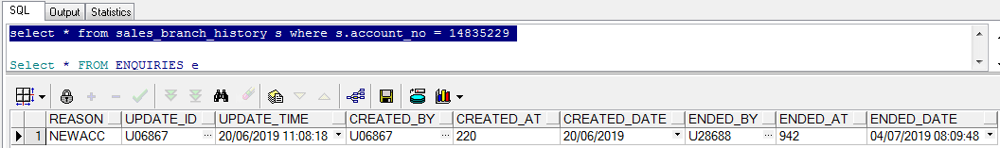 SQL Output Statistics
select * from sales_branch_history s where s.account_no = 14835229
Select * FROM ENQUIRIES e
REASON UPDATE_ID UPDATE_TIME CREATED_BY CREATED_AT CREATED_DATE ENDED_BY ENDED_AT ENDED_DATE
1 NEWACC U06867 ... 20/06/2019 11:08:18 U06867 ... 220 20/06/2019 U28688 ... 942 04/07/2019 08:09:48